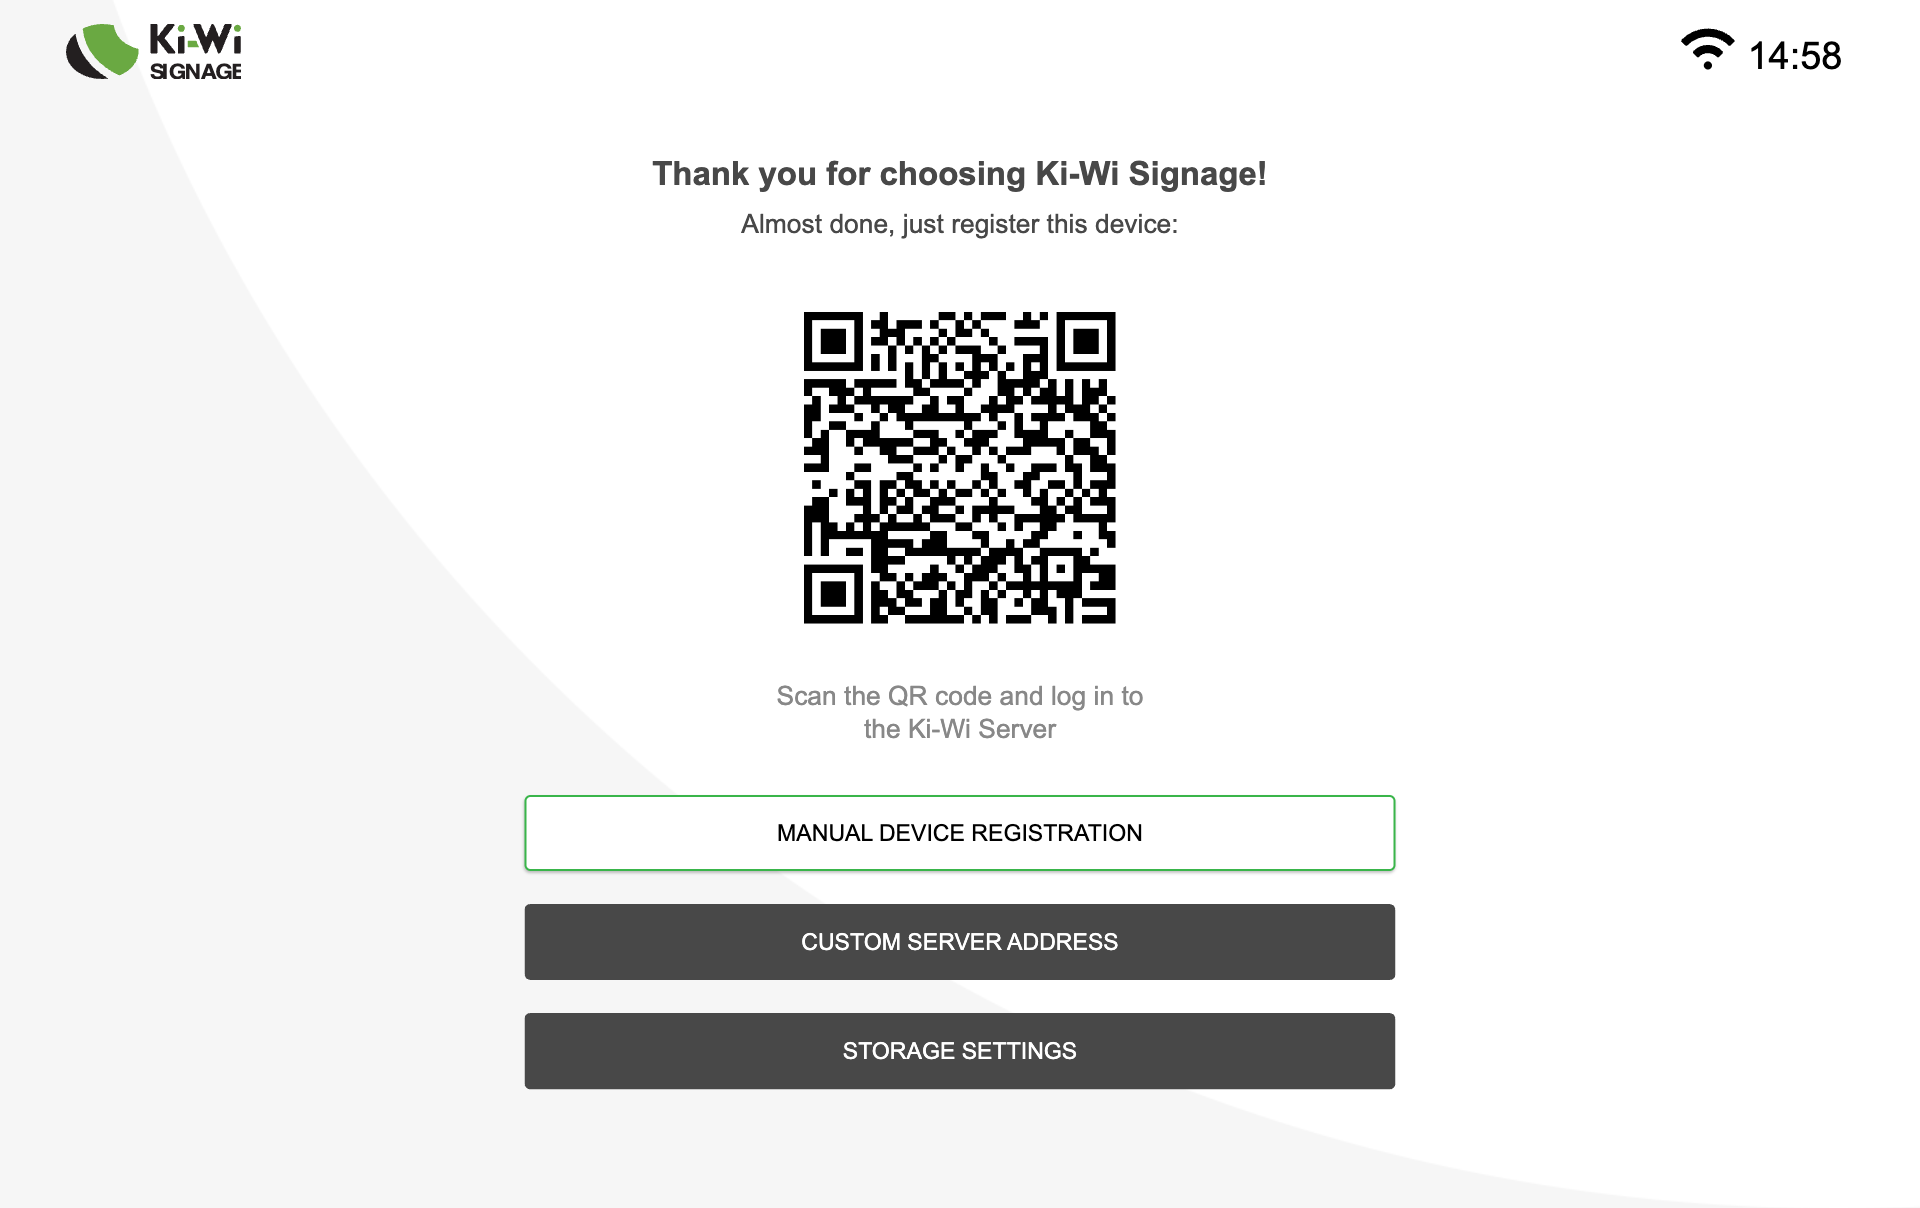 Ki-Wi
SIGNAGE
14:58
Thank you for choosing Ki-Wi Signage!
Almost done, just register this device:
Scan the QR code and log in to
the Ki-Wi Server
MANUAL DEVICE REGISTRATION
CUSTOM SERVER ADDRESS
STORAGE SETTINGS